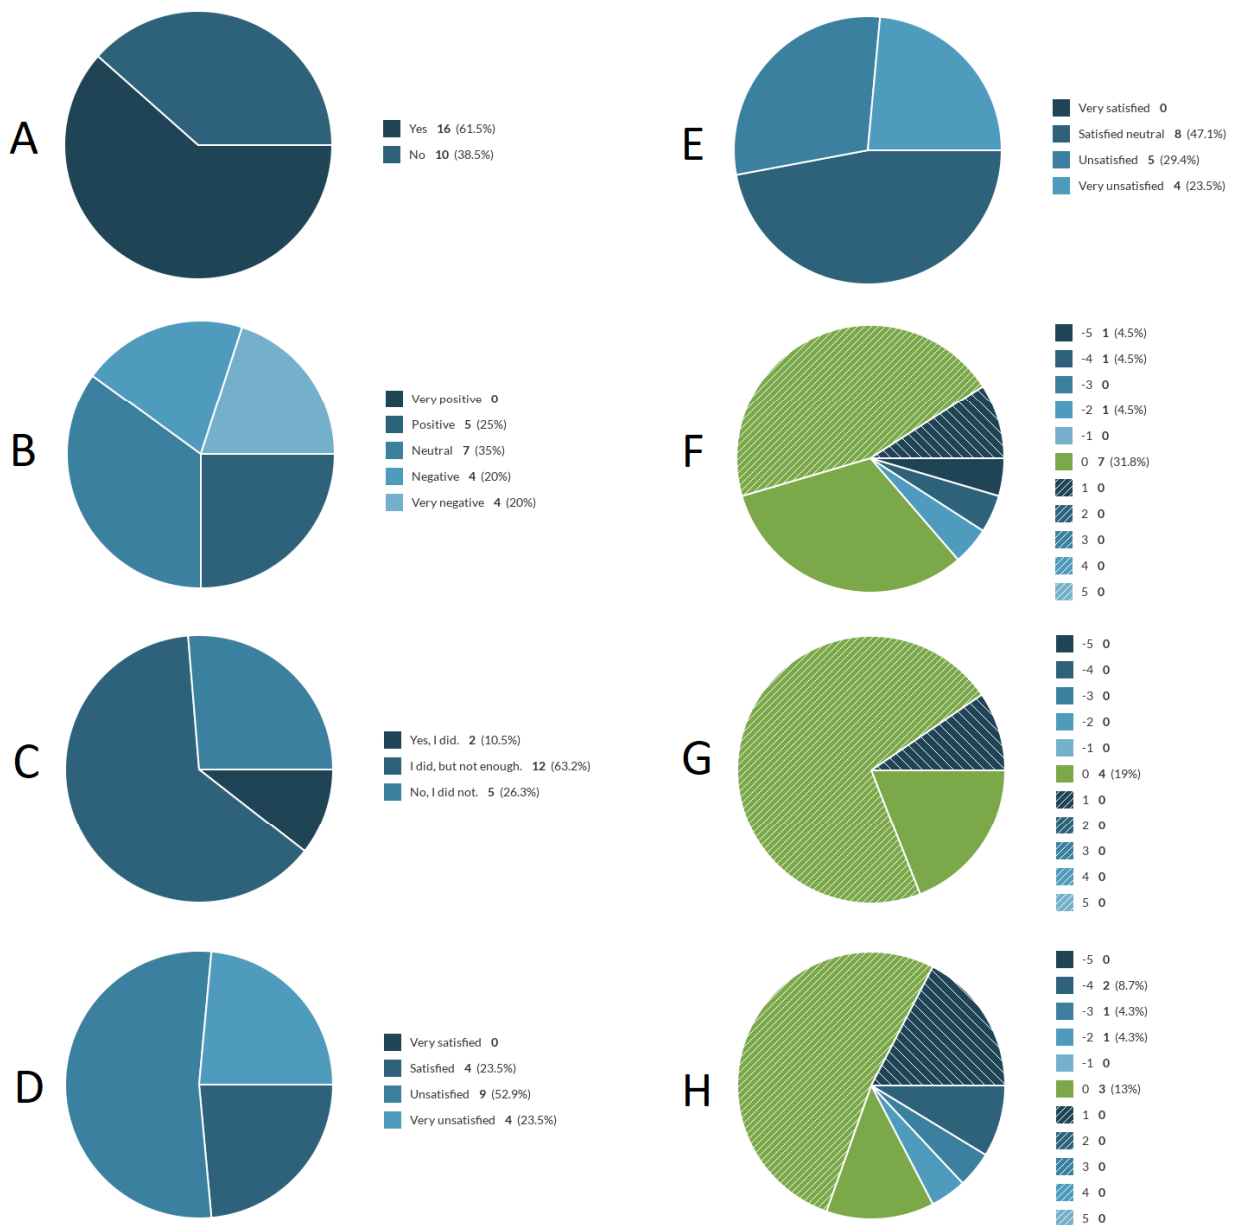 A
Yes 16 (61.5%)
No 10 (38.5%)
B
Very positive 0
Positive 5 (25%)
Neutral 7 (35%)
Negative 4 (20%)
Very negative 4 (20%)
C
Yes, I did. 2 (10.5%)
I did, but not enough. 12 (63.2%)
No, I did not. 5 (26.3%)
D
Very satisfied 0
Satisfied 4 (23.5%)
Unsatisfied 9 (52.9%)
Very unsatisfied 4 (23.5%)
E
Very satisfied 0
Satisfied neutral 8 (47.1%)
Unsatisfied 5 (29.4%)
Very unsatisfied 4 (23.5%)
F
-5 1 (4.5%)
-4 1 (4.5%)
-3 0
-2 1 (4.5%)
-1 0
0 7 (31.8%)
1 0
2 0
3 0
4 0
5 0
G
-5 0
-4 0
-3 0
-2 0
-1 0
0 4 (19%)
1 0
2 0
3 0
4 0
5 0
H
-5 0
-4 2 (8.7%)
-3 1 (4.3%)
-2 1 (4.3%)
-1 0
0 3 (13%)
1 0
2 0
3 0
4 0
5 0